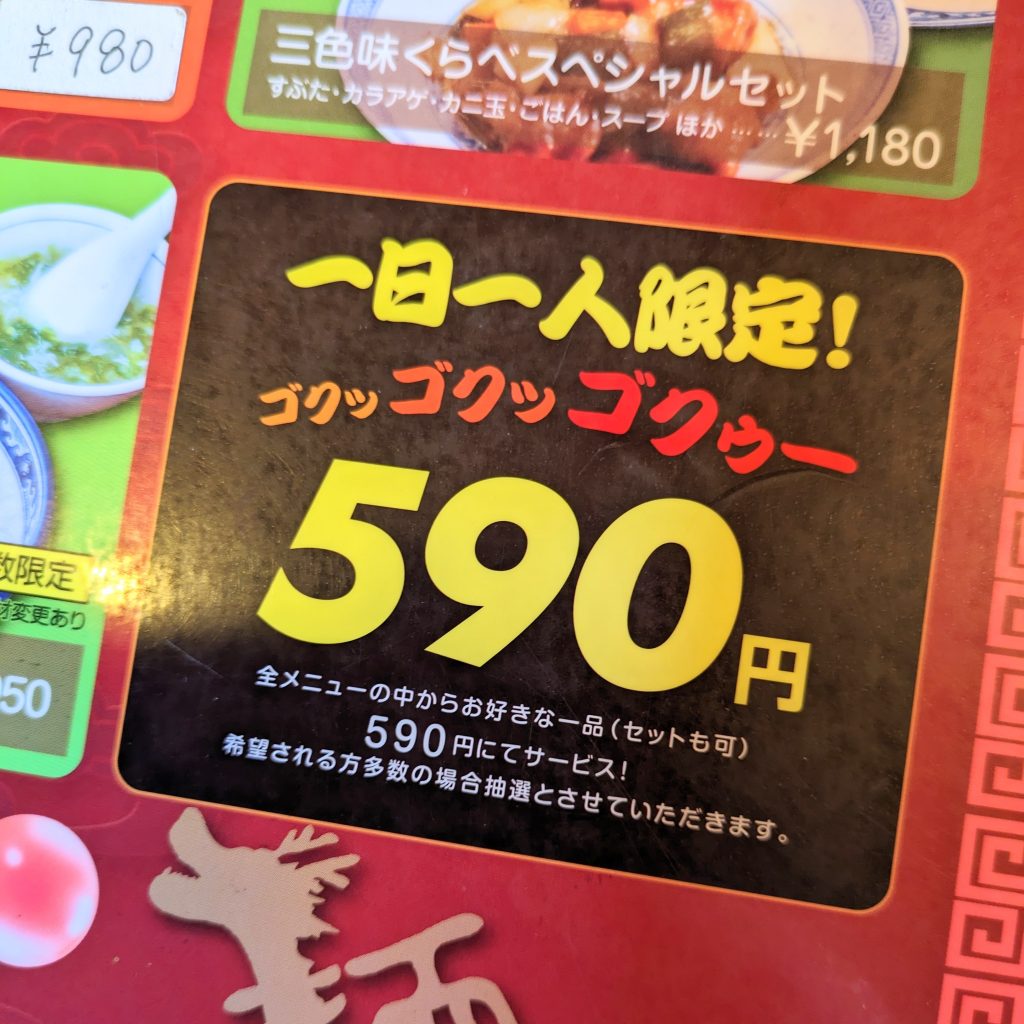 ¥980
三色味くらべスペシャルセット
すぶた・カラアゲ・カニ玉・ごはん・スープ ほか …… ¥1,180
一日一人限定!
ゴクッゴクッゴクゥー
590円
全メニューの中からお好きな一品(セットも可)
590円にてサービス!
希望される方多数の場合抽選とさせていただきます。
数限定
材変更あり
950